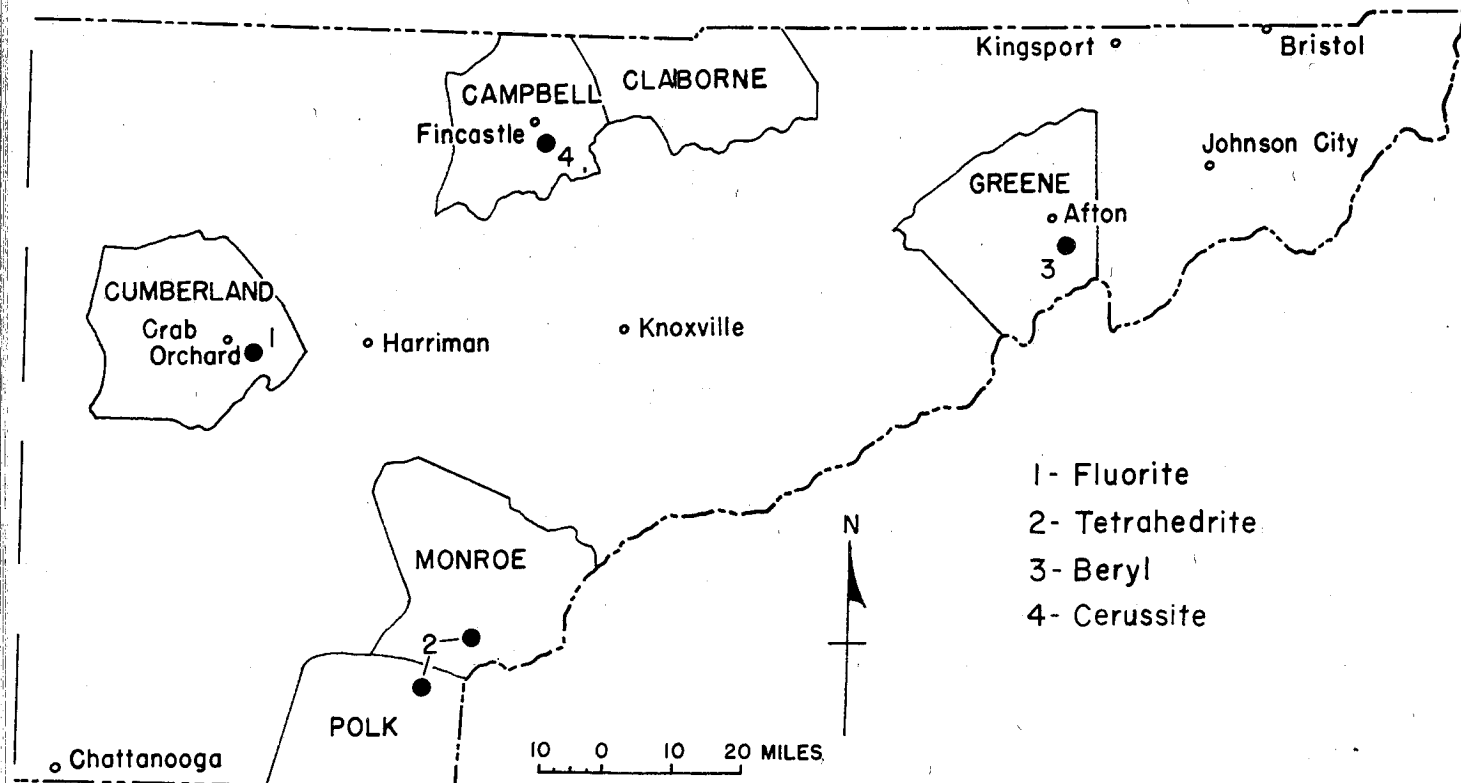 Kingsport
Bristol
CAMPBELL
CLAIBORNE
Fincastle
4
Johnson City
GREENE
Afton
3
CUMBERLAND
Crab
Orchard
1
Harriman
Knoxville
MONROE
2
POLK
Chattanooga
N
1- Fluorite
2- Tetrahedrite
3- Beryl
4- Cerussite
10 0 10 20 MILES